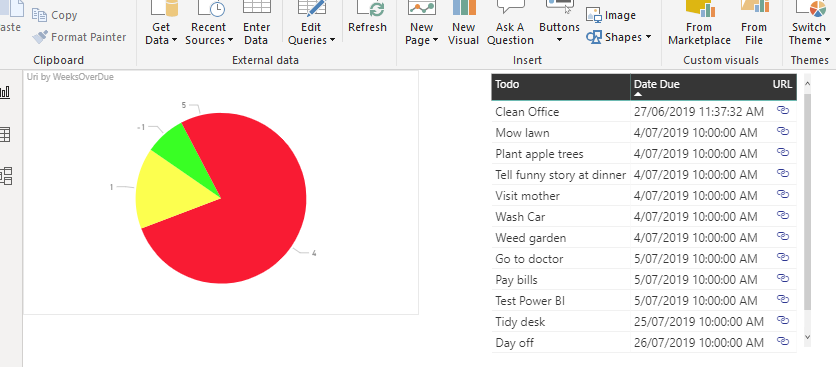 aste
Copy
Format Painter
Clipboard
Get Data
Recent Sources
Enter Data
Edit Queries
Refresh
External data
New Page
New Visual
Ask A Question
Buttons
Image
Shapes
Insert
From Marketplace
From File
Custom visuals
Switch Theme
Themes
Uri by WeeksOverDue
5
-1
1
4
Todo Date Due URL
Clean Office 27/06/2019 11:37:32 AM
Mow lawn 4/07/2019 10:00:00 AM
Plant apple trees 4/07/2019 10:00:00 AM
Tell funny story at dinner 4/07/2019 10:00:00 AM
Visit mother 4/07/2019 10:00:00 AM
Wash Car 4/07/2019 10:00:00 AM
Weed garden 4/07/2019 10:00:00 AM
Go to doctor 5/07/2019 10:00:00 AM
Pay bills 5/07/2019 10:00:00 AM
Test Power BI 5/07/2019 10:00:00 AM
Tidy desk 25/07/2019 10:00:00 AM
Day off 26/07/2019 10:00:00 AM